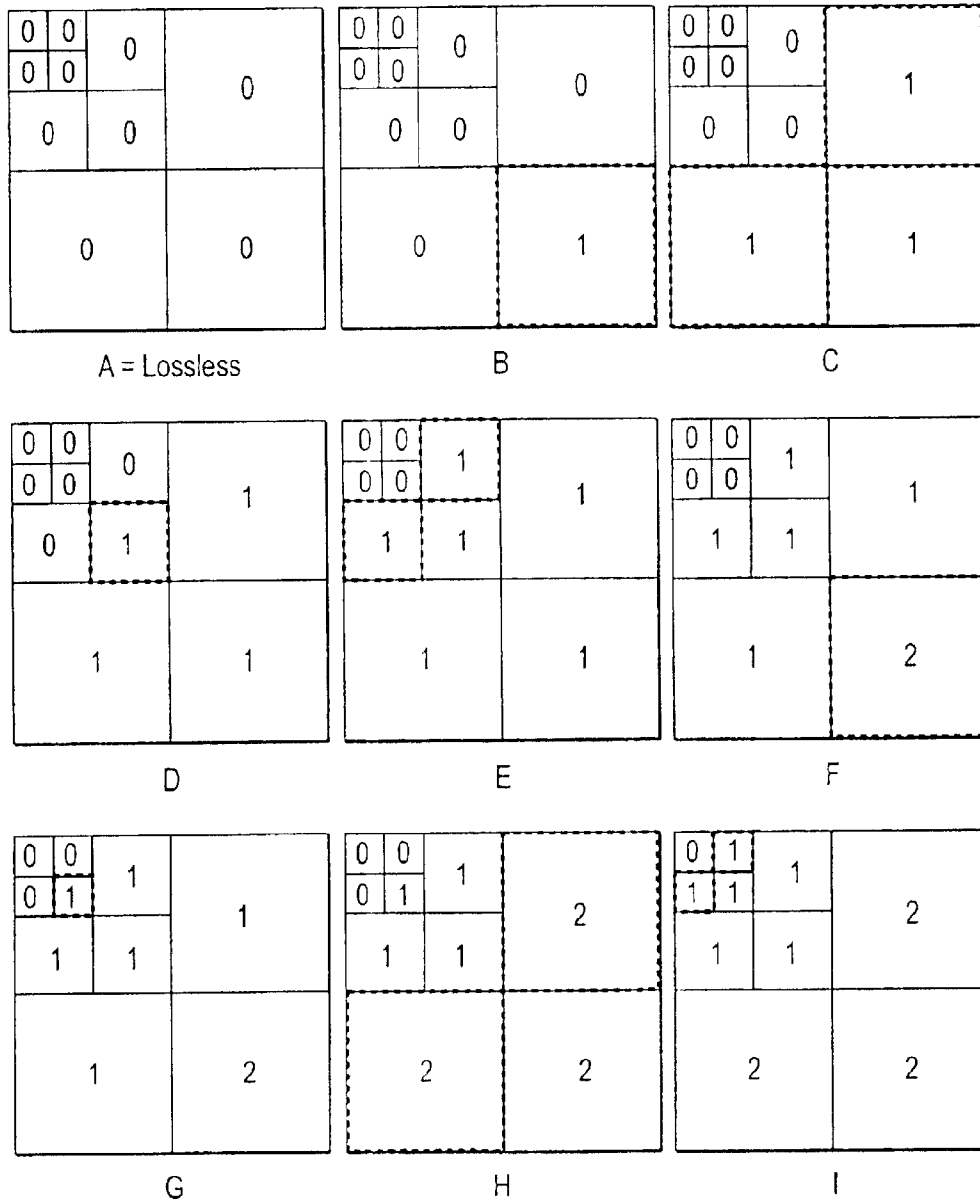 0 0 0 0 0 1
0 0 0 0 0
0 0 0 0 0 0
0 0 0 0 0 0
0 0 0 1 1 1
A = Lossless B C
0 0 0 0 0 0
0 1 1
1 1 1
0 0 0 0 0 0
0 1 1 1 1 1
1 1 1 1 1 2
D E F
0 0 0 0 0 1
1 1 1
1 2 2
0 1 0 1 1 1
1 1 1 1 1 1
1 2 2 2 2 2
G H I